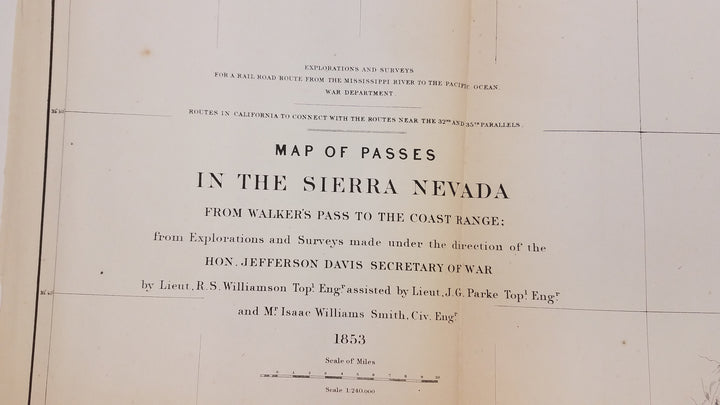 EXPLORATIONS AND SURVEYS
FOR A RAIL ROAD ROUTE FROM THE MISSISSIPPI RIVER TO THE PACIFIC OCEAN.
WAR DEPARTMENT.
ROUTES IN CALIFORNIA TO CONNECT WITH THE ROUTES NEAR THE 32ND AND 35TH PARALLELS.
MAP OF PASSES
IN THE SIERRA NEVADA
FROM WALKER'S PASS TO THE COAST RANGE:
from Explorations and Surveys made under the direction of the
HON. JEFFERSON DAVIS SECRETARY OF WAR
by Lieut. R.S. Williamson Topl Engr assisted by Lieut. J.G. Parke Topl Engr
and Mr Isaac Williams Smith, Civ. Engr
1853
Scale of Miles
Scale 1:240,000